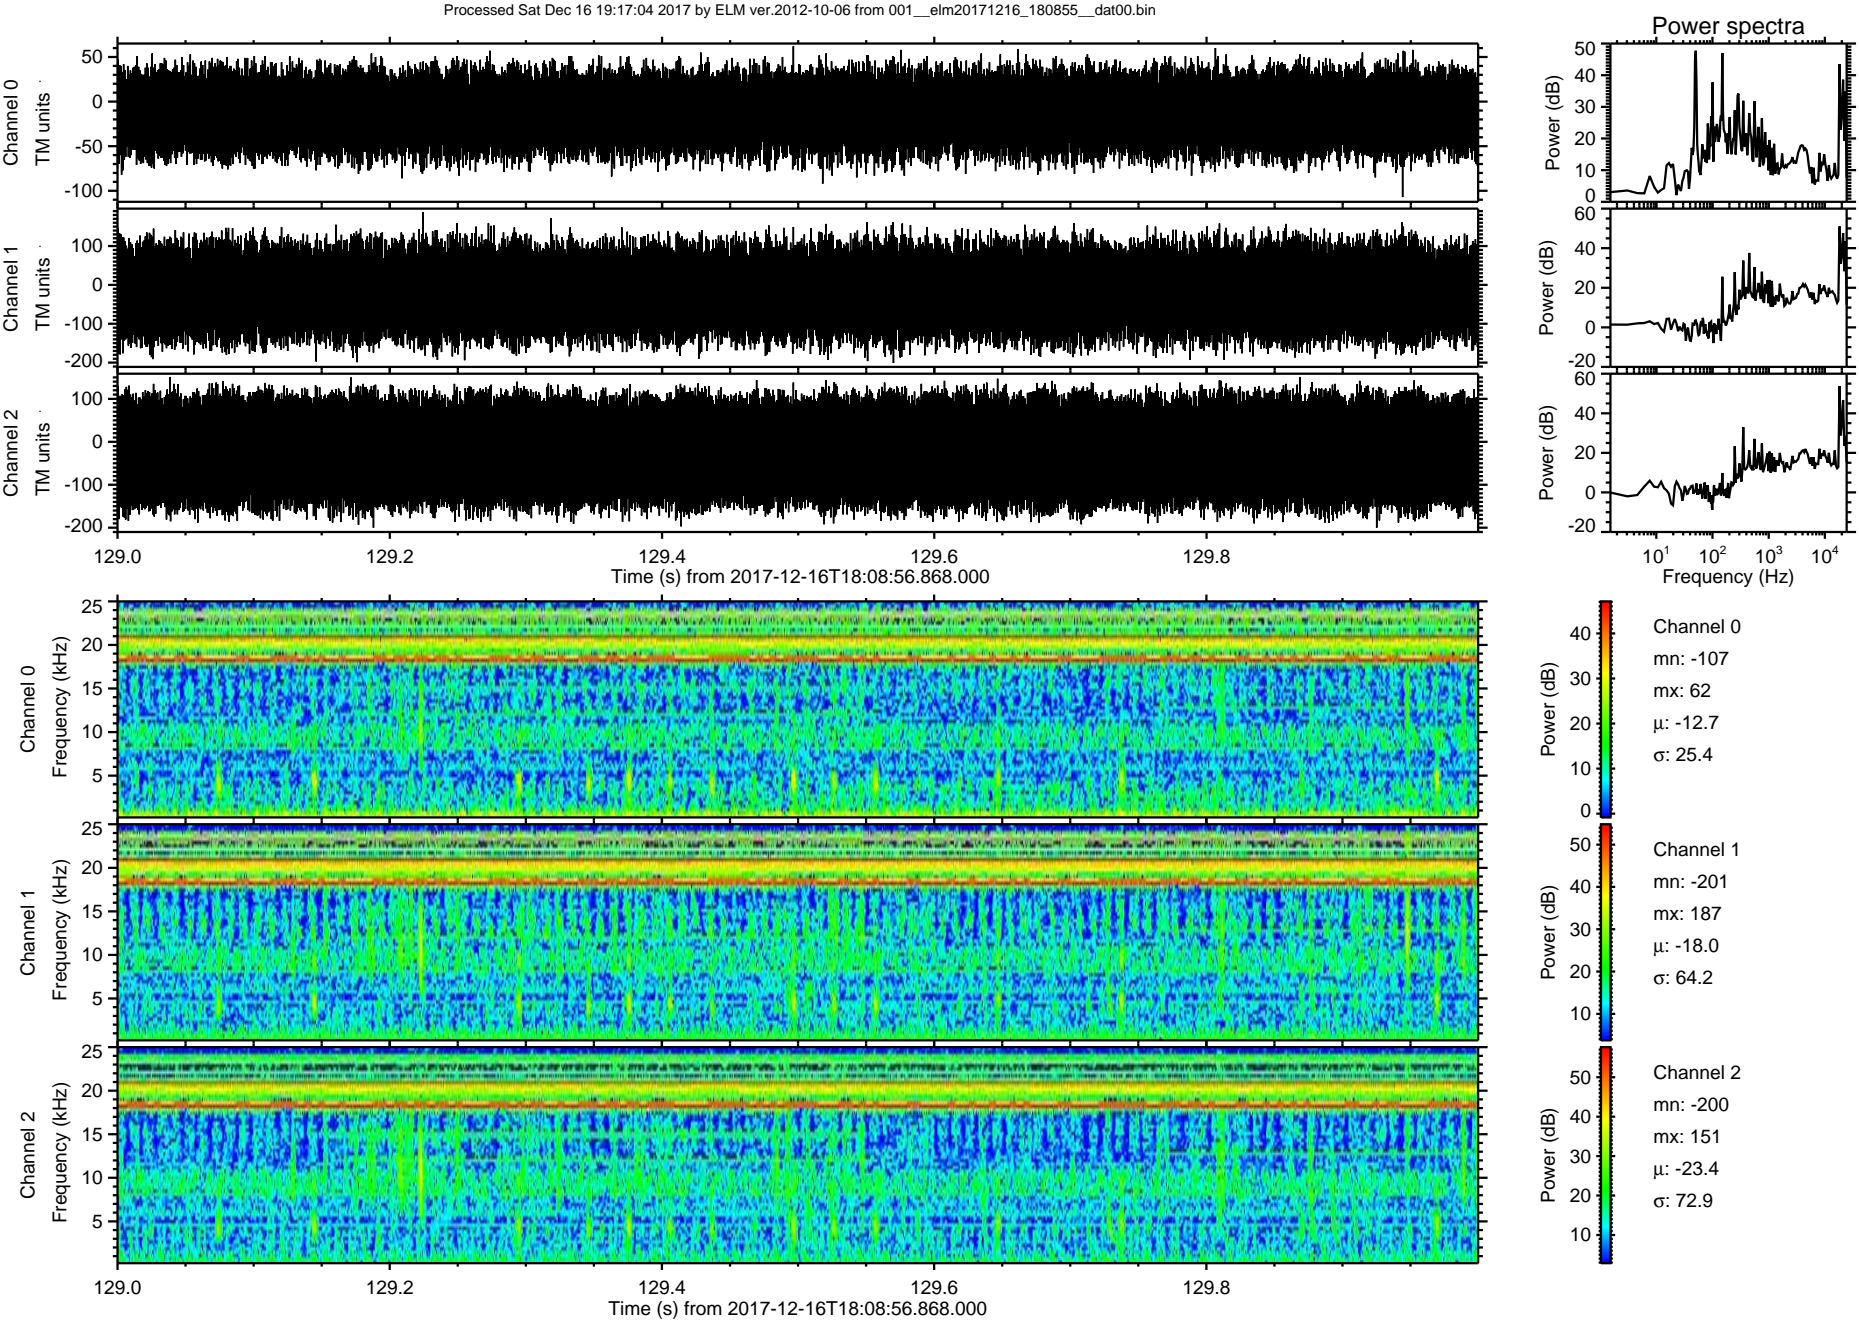 Processed Sat Dec 16 19:17:04 2017 by ELM ver.2012-10-06 from 001__elm20171216_180855__dat00.bin
Power spectra
Channel 0
TM units
50
0
-50
-100
Power (dB)
50
40
30
20
10
0
Channel 1
TM units
100
0
-100
-200
Power (dB)
60
40
20
0
-20
Channel 2
TM units
100
0
-100
-200
Power (dB)
60
40
20
0
-20
129.0 129.2 129.4 129.6 129.8
Time (s) from 2017-12-16T18:08:56.868.000
10¹ 10² 10³ 10⁴
Frequency (Hz)
Channel 0
Frequency (kHz)
25
20
15
10
5
Power (dB)
40
30
20
10
0
Channel 0
mn: -107
mx: 62
μ: -12.7
σ: 25.4
Channel 1
Frequency (kHz)
25
20
15
10
5
Power (dB)
50
40
30
20
10
Channel 1
mn: -201
mx: 187
μ: -18.0
σ: 64.2
Channel 2
Frequency (kHz)
25
20
15
10
5
Power (dB)
50
40
30
20
10
Channel 2
mn: -200
mx: 151
μ: -23.4
σ: 72.9
129.0 129.2 129.4 129.6 129.8
Time (s) from 2017-12-16T18:08:56.868.000